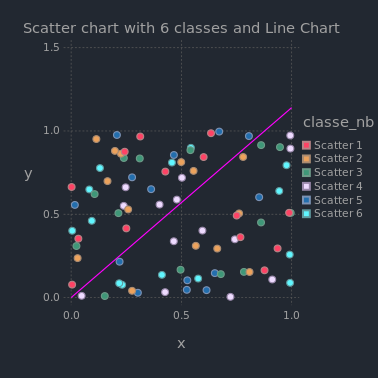 Scatter chart with 6 classes and Line Chart
1.5
1.0
0.5
0.0
y
0.0
0.5
1.0
x
classe_nb
Scatter 1
Scatter 2
Scatter 3
Scatter 4
Scatter 5
Scatter 6